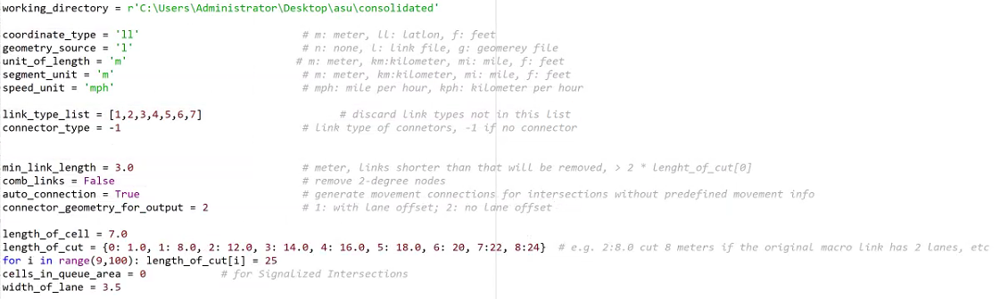 working_directory = r'C:\Users\Administrator\Desktop\asu\consolidated'
coordinate_type = 'll' # m: meter, ll: latlon, f: feet
geometry_source = 'l' # n: none, l: link file, g: geomerey file
unit_of_length = 'm' # m: meter, km:kilometer, mi: mile, f: feet
segment_unit = 'm' # m: meter, km:kilometer, mi: mile, f: feet
speed_unit = 'mph' # mph: mile per hour, kph: kilometer per hour
link_type_list = [1,2,3,4,5,6,7] # discard link types not in this list
connector_type = -1 # link type of connetors, -1 if no connector
min_link_length = 3.0 # meter, links shorter than that will be removed, > 2 * lenght_of_cut[0]
comb_links = False # remove 2-degree nodes
auto_connection = True # generate movement connections for intersections without predefined movement info
connector_geometry_for_output = 2 # 1: with lane offset; 2: no lane offset
length_of_cell = 7.0
length_of_cut = {0: 1.0, 1: 8.0, 2: 12.0, 3: 14.0, 4: 16.0, 5: 18.0, 6: 20, 7:22, 8:24} # e.g. 2:8.0 cut 8 meters if the original macro link has 2 lanes, etc
for i in range(9,100): length_of_cut[i] = 25
cells_in_queue_area = 0 # for Signalized Intersections
width_of_lane = 3.5